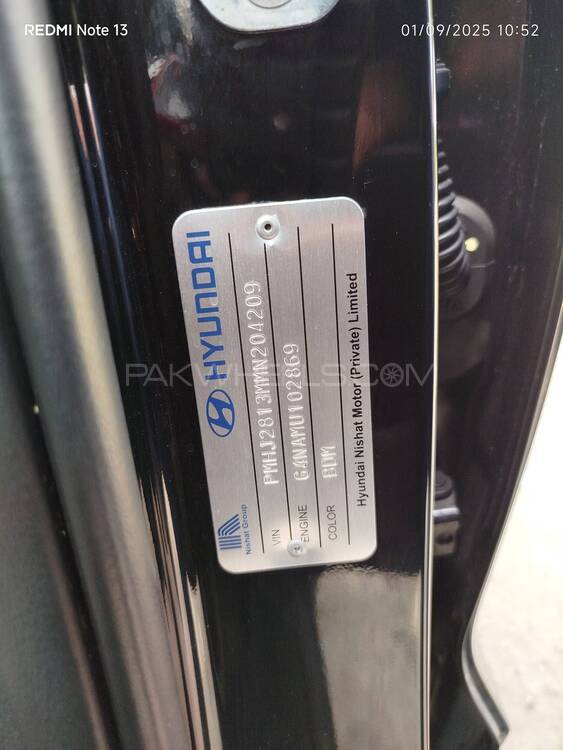 REDMI Note 13
01/09/2025 10:52
HYUNDAI
Nishat Group
VIN PMHJ2813MMN204209
ENGINE G4NAMU102869
COLOR
Hyundai Nishat Motor (Private) Limited
PAKWHEELS.COM